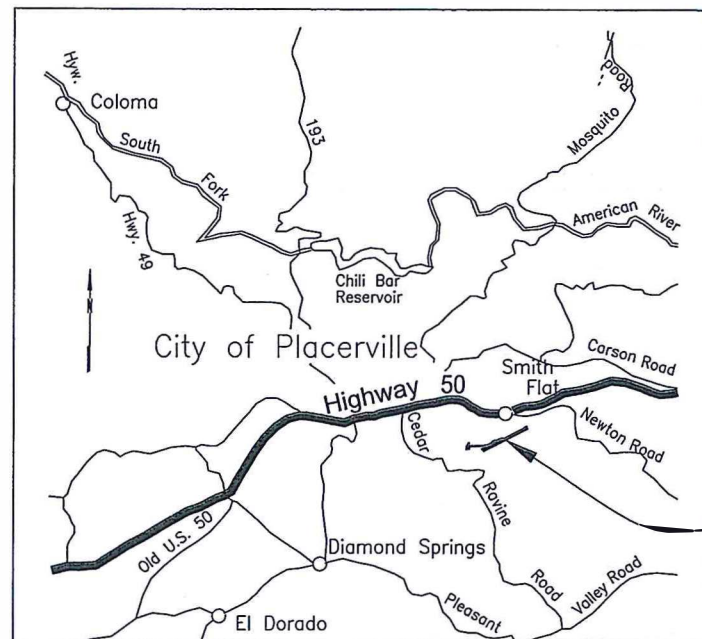 Hyw.
Coloma
South
Fork
193
Road
Mosquito
American River
Hwy. 49
Chili Bar
Reservoir
N
City of Placerville
Smith
Flat
Carson Road
Highway 50
Cedar
Ravine
Road
Newton Road
Old U.S. 50
Diamond Springs
El Dorado
Pleasant
Valley Road